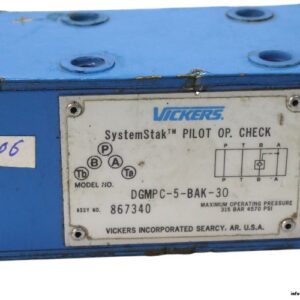 06
VICKERS®
SystemStak™ PILOT OP. CHECK
P
B A
Tb Ta
P T B A
P T B A
MODEL NO.
DGMPC-5-BAK-30
ASSY NO. 867340
MAXIMUM OPERATING PRESSURE
315 BAR 4570 PSI
VICKERS INCORPORATED SEARCY, AR. U.S.A.